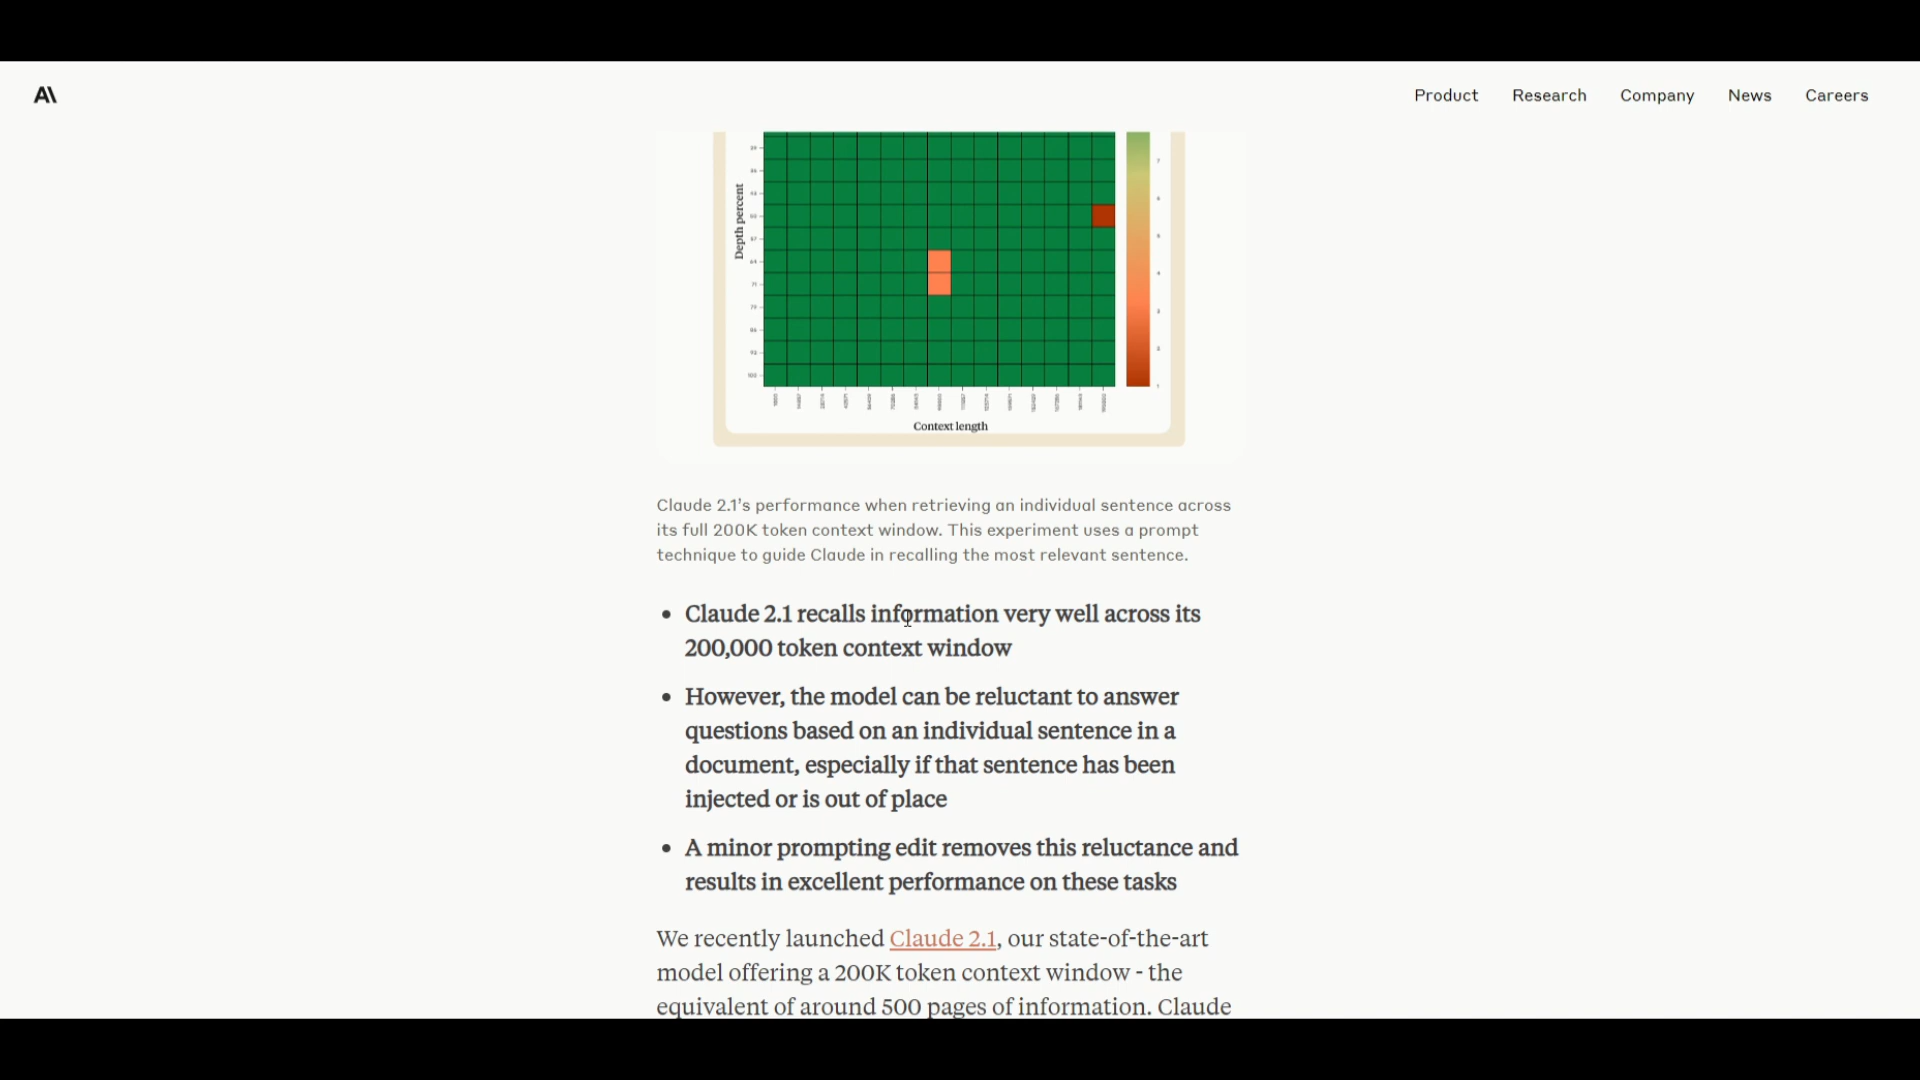 A\
Product
Research
Company
News
Careers
Depth percent
Context length
Claude 2.1's performance when retrieving an individual sentence across
its full 200K token context window. This experiment uses a prompt
technique to guide Claude in recalling the most relevant sentence.
• Claude 2.1 recalls information very well across its
200,000 token context window
• However, the model can be reluctant to answer
questions based on an individual sentence in a
document, especially if that sentence has been
injected or is out of place
• A minor prompting edit removes this reluctance and
results in excellent performance on these tasks
We recently launched Claude 2.1, our state-of-the-art
model offering a 200K token context window - the
equivalent of around 500 pages of information. Claude